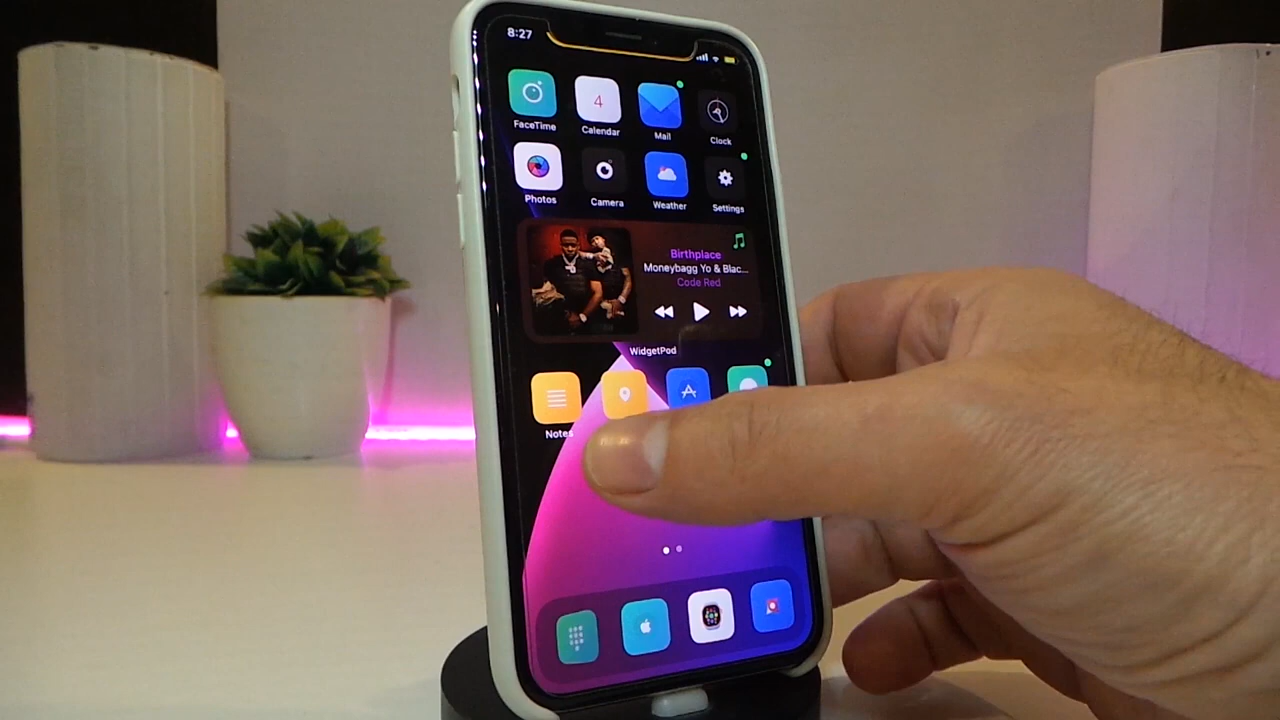 8:27
FaceTime
4
Calendar
Mail
Clock
Photos
Camera
Weather
Settings
Birthplace
Moneybagg Yo & Blac...
Code Red
WidgetPod
Notes